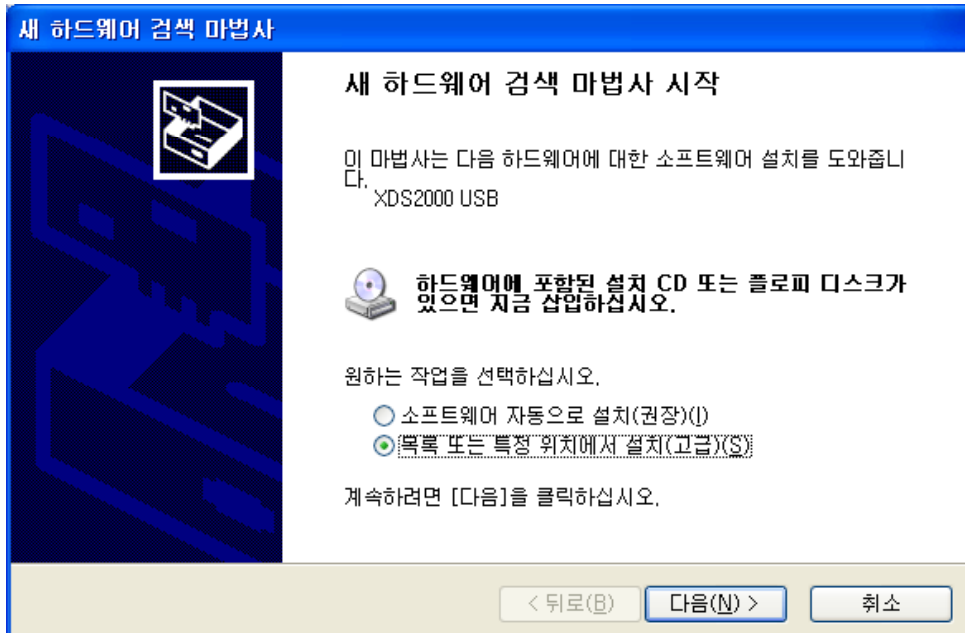 새 하드웨어 검색 마법사
새 하드웨어 검색 마법사 시작
이 마법사는 다음 하드웨어에 대한 소프트웨어 설치를 도와줍니
다.
XDS2000 USB
하드웨어에 포함된 설치 CD 또는 플로피 디스크가
있으면 지금 삽입하십시오.
원하는 작업을 선택하십시오.
소프트웨어 자동으로 설치(권장)(I)
목록 또는 특정 위치에서 설치(고급)(S)
계속하려면 [다음]을 클릭하십시오.
< 뒤로(B) 다음(N) > 취소